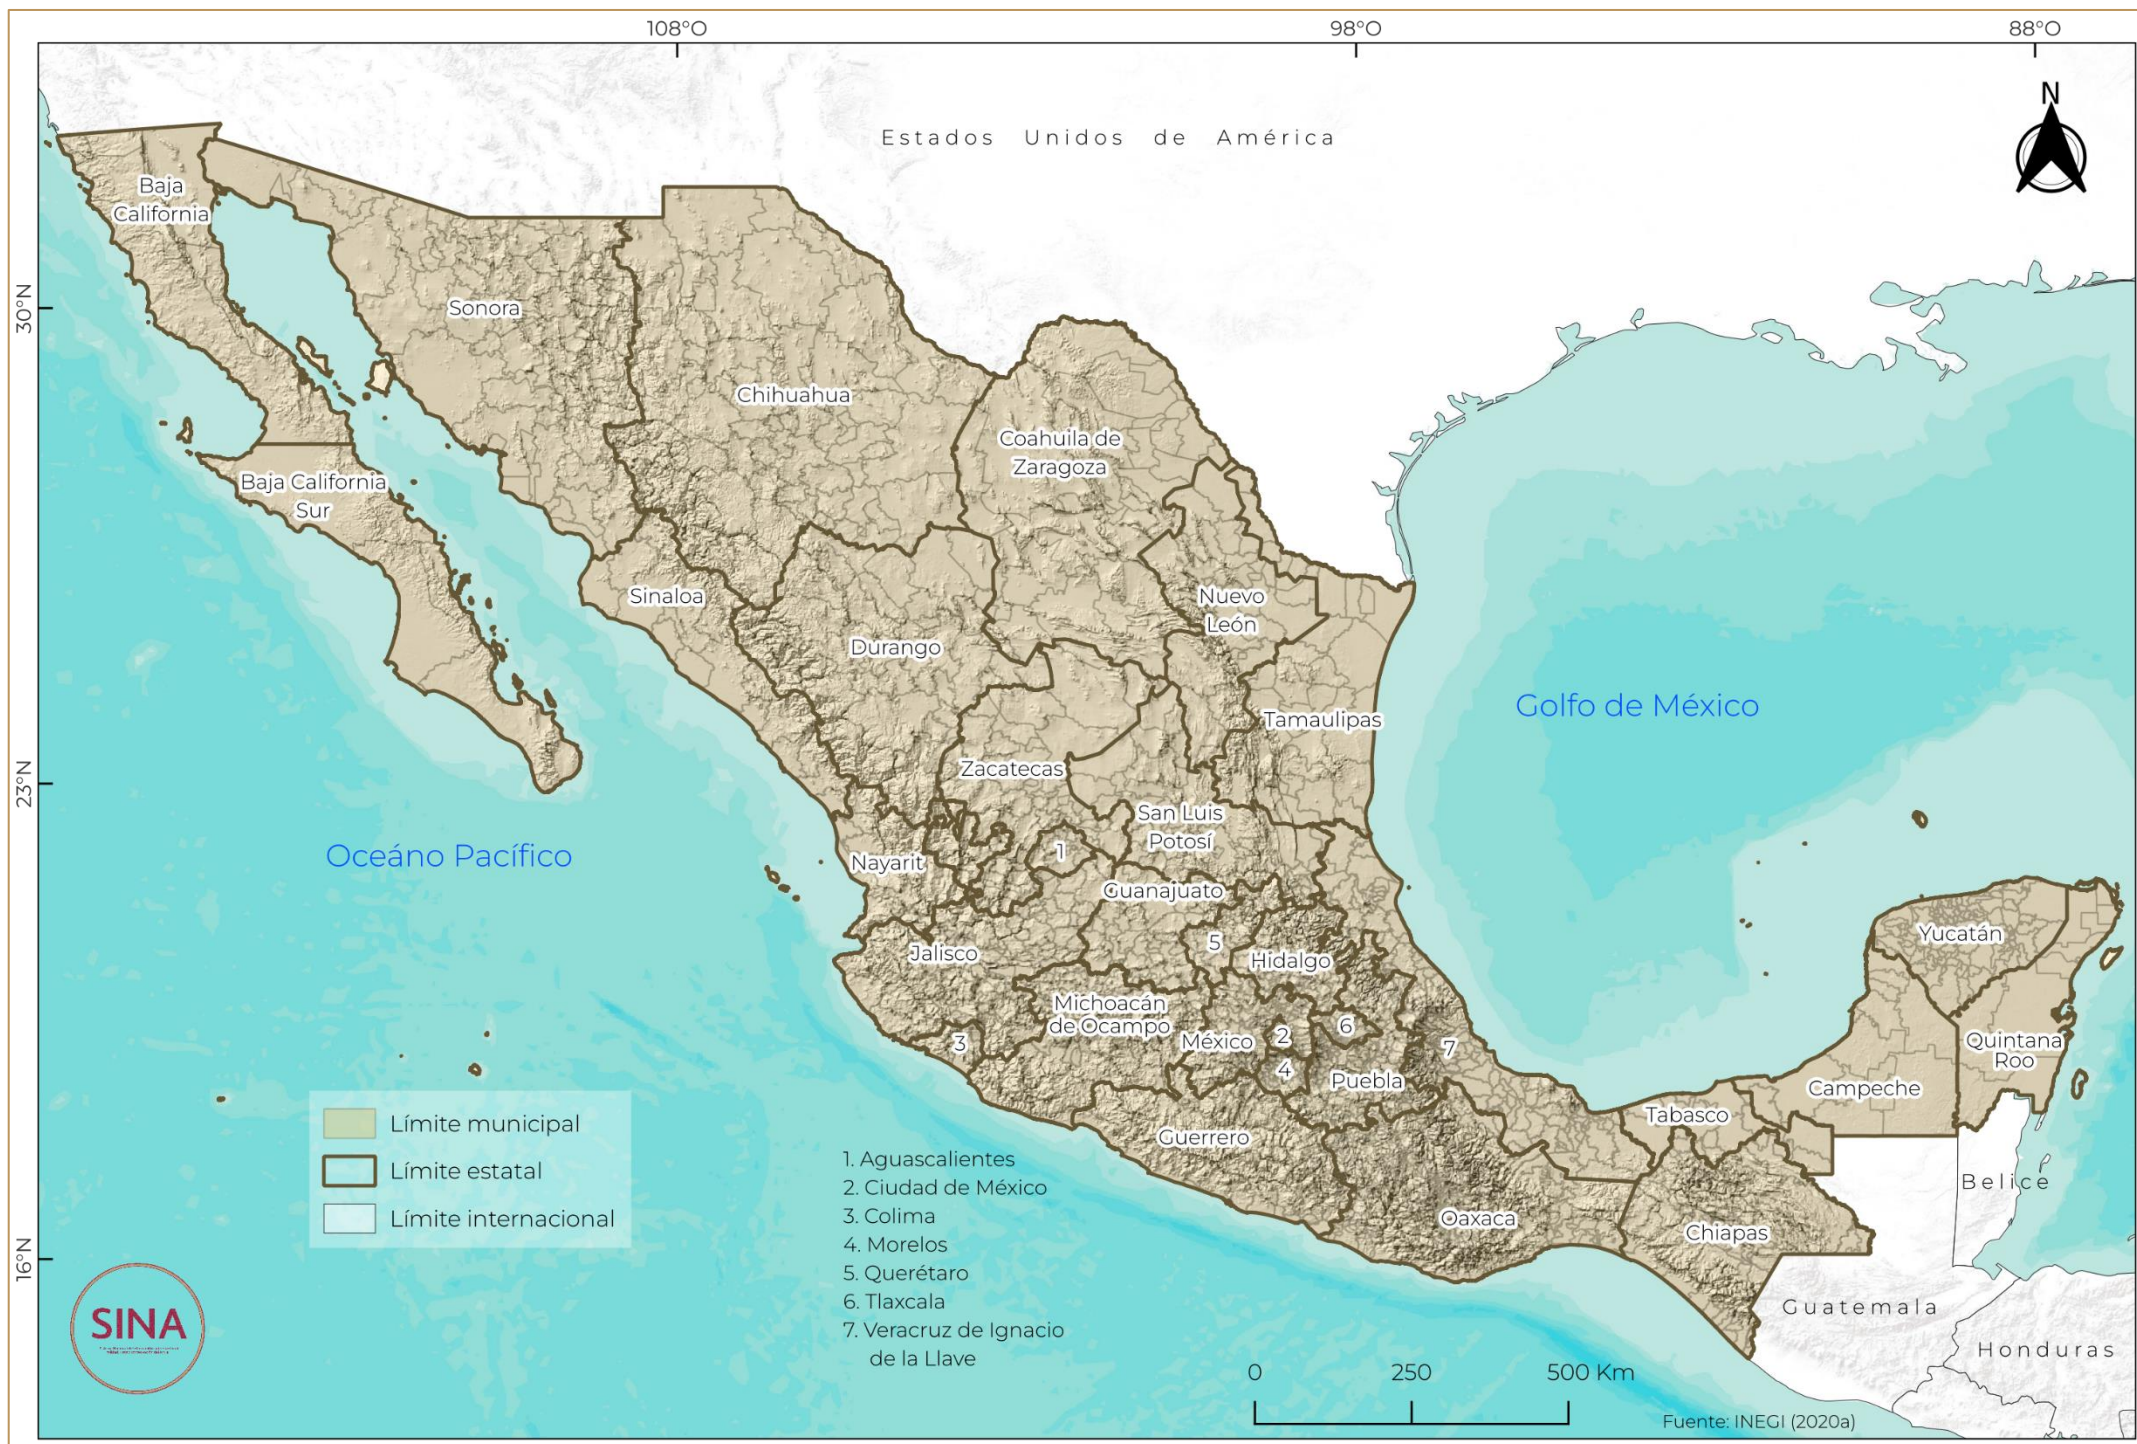 108°O
98°O
88°O
N
Estados Unidos de América
Baja
California
30°N
Sonora
Chihuahua
Coahuila de
Zaragoza
Baja California
Sur
Sinaloa
Nuevo
León
Durango
Golfo de México
Tamaulipas
Zacatecas
23°N
San Luis
Potosí
Oceáno Pacífico
Nayarit
1
Guanajuato
Yucatán
5
Jalisco
Hidalgo
Michoacán
de Ocampo
6
2
México
3
7
Quintana
Roo
4
Puebla
Campeche
Tabasco
Límite municipal
Límite estatal
Límite internacional
Guerrero
1. Aguascalientes
2. Ciudad de México
3. Colima
4. Morelos
5. Querétaro
6. Tlaxcala
7. Veracruz de Ignacio
de la Llave
Belice
Oaxaca
Chiapas
16°N
Guatemala
SINA
Honduras
0 250 500 Km
Fuente: INEGI (2020a)